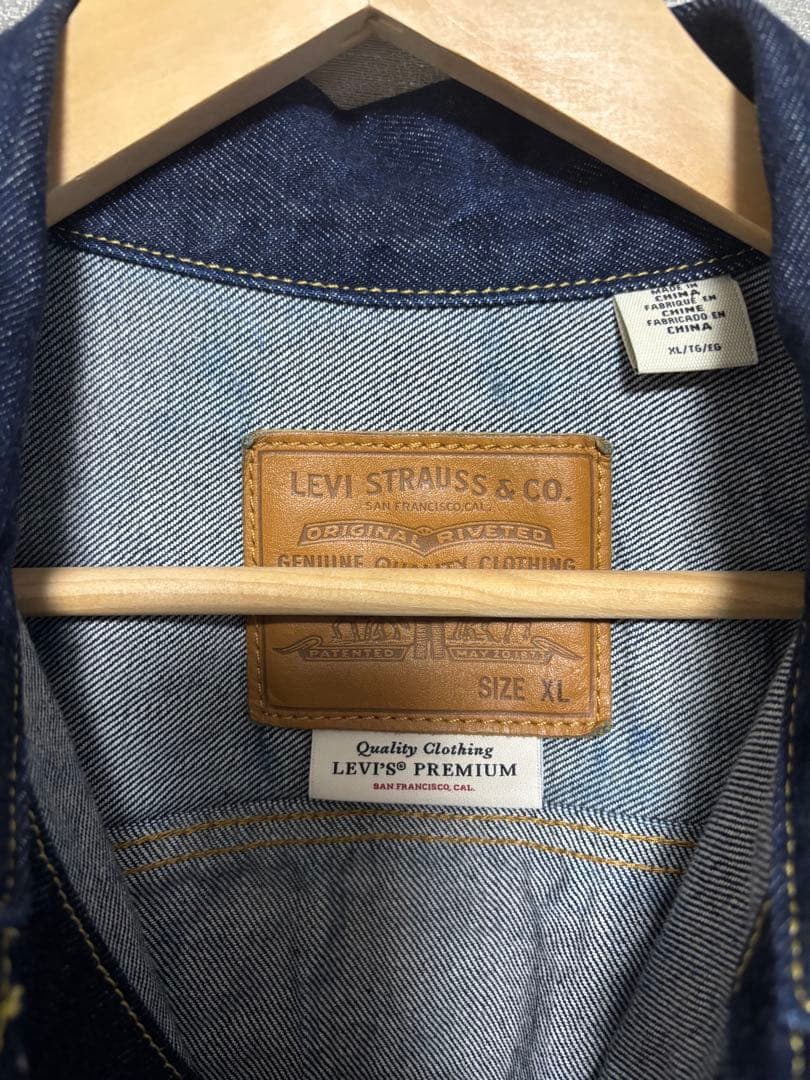 MADE IN
CHINA
FABRIQUÉ EN
CHINE
FABRICADO EN
CHINA
XL/TG/EG
LEVI STRAUSS & CO.
SAN FRANCISCO, CAL.
ORIGINAL RIVETED
GENUINE QUALITY CLOTHING
PATENTED MAY 20, 1873
SIZE XL
Quality Clothing
LEVI'S® PREMIUM
SAN FRANCISCO, CAL.